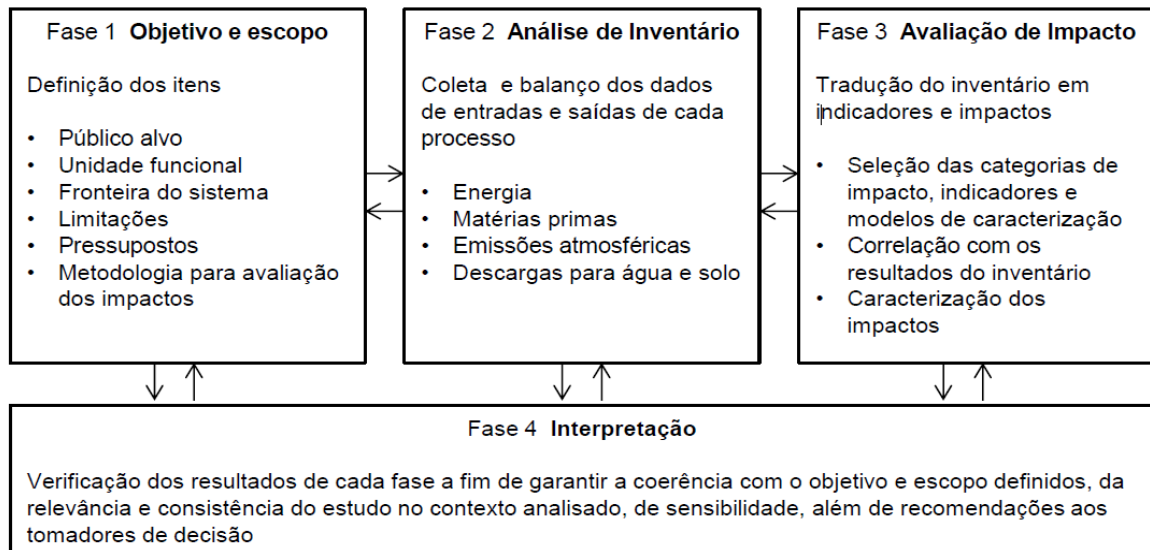 Fase 1 Objetivo e escopo
Definição dos itens
• Público alvo
• Unidade funcional
• Fronteira do sistema
• Limitações
• Pressupostos
• Metodologia para avaliação
dos impactos
Fase 2 Análise de Inventário
Coleta e balanço dos dados
de entradas e saídas de cada
processo
• Energia
• Matérias primas
• Emissões atmosféricas
• Descargas para água e solo
Fase 3 Avaliação de Impacto
Tradução do inventário em
indicadores e impactos
• Seleção das categorias de
impacto, indicadores e
modelos de caracterização
• Correlação com os
resultados do inventário
• Caracterização dos
impactos
Fase 4 Interpretação
Verificação dos resultados de cada fase a fim de garantir a coerência com o objetivo e escopo definidos, da
relevância e consistência do estudo no contexto analisado, de sensibilidade, além de recomendações aos
tomadores de decisão